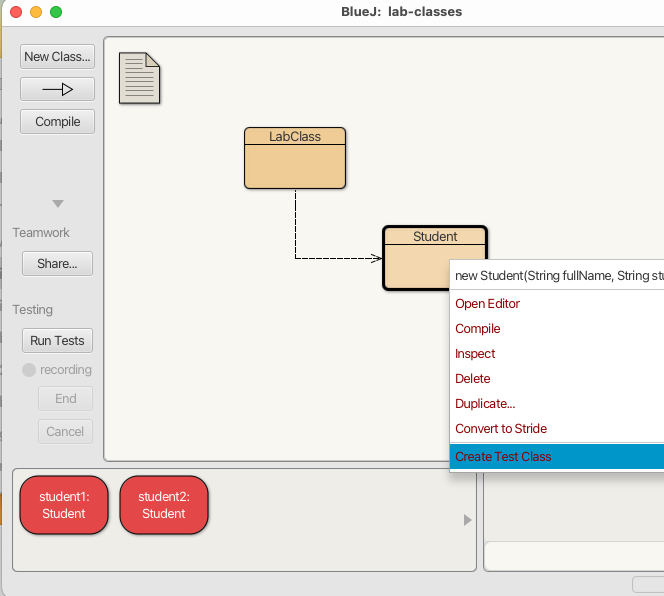 BlueJ: lab-classes
New Class...
Compile
Teamwork
Share...
Testing
Run Tests
recording
End
Cancel
LabClass
Student
new Student(String fullName, String
Open Editor
Compile
Inspect
Delete
Duplicate...
Convert to Stride
Create Test Class
student1:
Student
student2:
Student